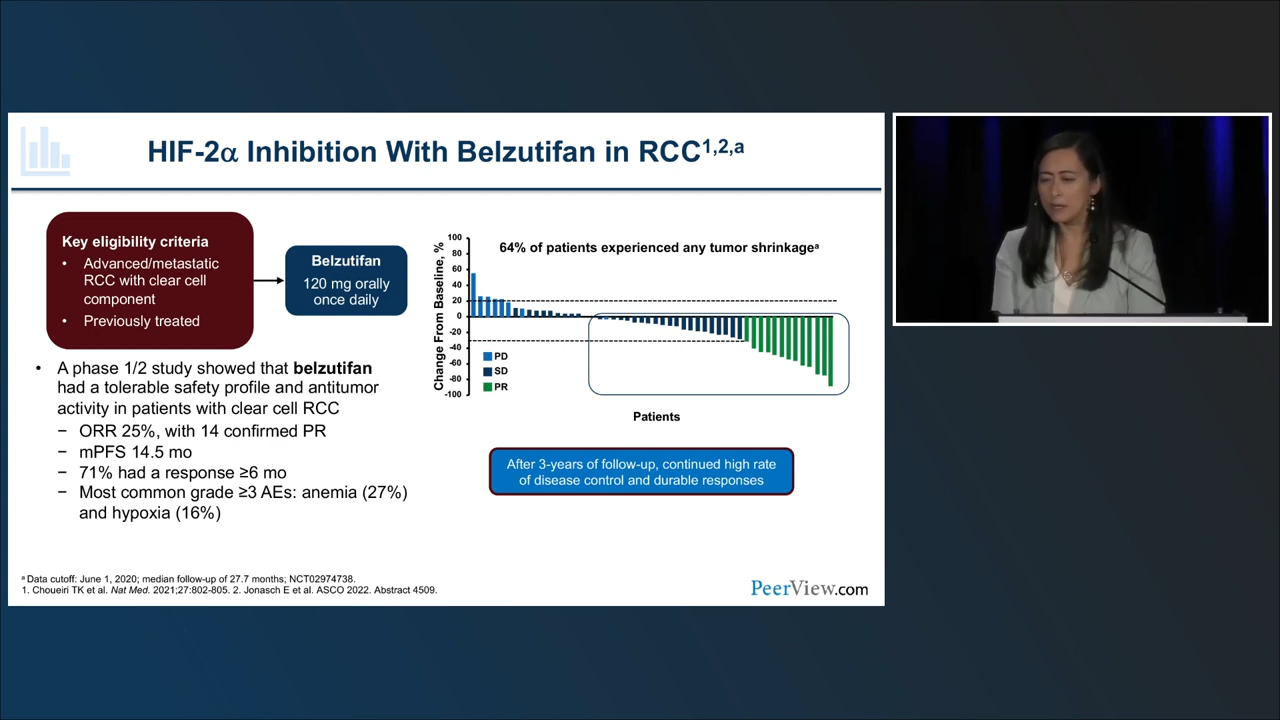 HIF-2α Inhibition With Belzutifan in RCC1,2,a
Key eligibility criteria
• Advanced/metastatic
RCC with clear cell
component
• Previously treated
Belzutifan
120 mg orally
once daily
• A phase 1/2 study showed that belzutifan
had a tolerable safety profile and antitumor
activity in patients with clear cell RCC
− ORR 25%, with 14 confirmed PR
− mPFS 14.5 mo
− 71% had a response ≥6 mo
− Most common grade ≥3 AEs: anemia (27%)
and hypoxia (16%)
64% of patients experienced any tumor shrinkagea
Change From Baseline, %
100
80
60
40
20
0
-20
-40
-60
-80
-100
PD
SD
PR
Patients
After 3-years of follow-up, continued high rate
of disease control and durable responses
a Data cutoff: June 1, 2020; median follow-up of 27.7 months; NCT02974738.
1. Choueiri TK et al. Nat Med. 2021;27:802-805. 2. Jonasch E et al. ASCO 2022. Abstract 4509.
PeerView.com